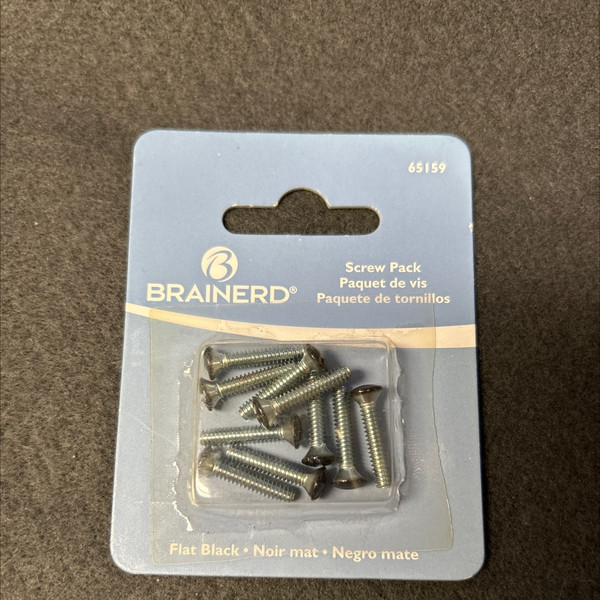 65159
BRAINERD®
Screw Pack
Paquet de vis
Paquete de tornillos
Flat Black • Noir mat • Negro mate